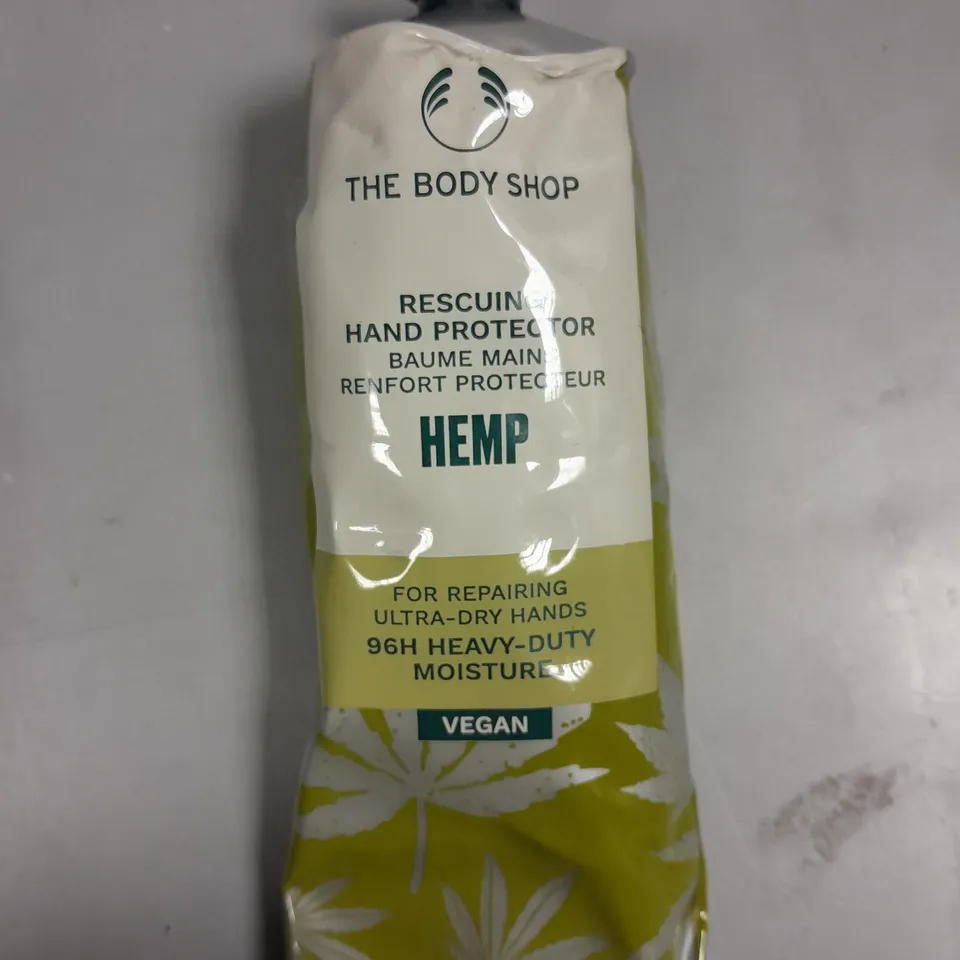 THE BODY SHOP
RESCUING
HAND PROTECTOR
BAUME MAINS
RENFORT PROTECTEUR
HEMP
FOR REPAIRING
ULTRA-DRY HANDS
96H HEAVY-DUTY
MOISTURE
VEGAN